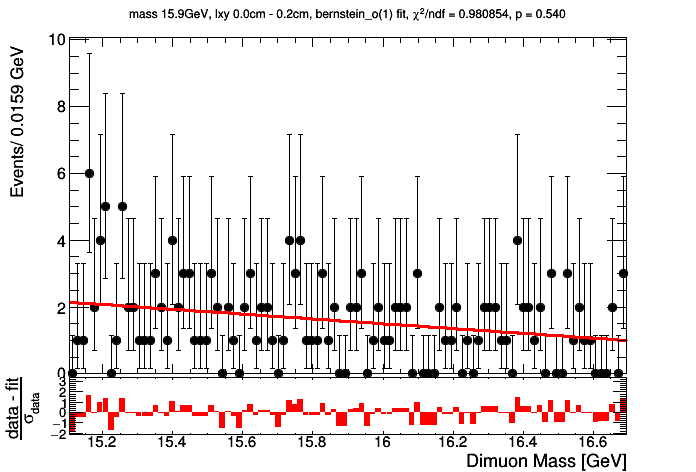 mass 15.9GeV, lxy 0.0cm - 0.2cm, bernstein_o(1) fit, χ²/ndf = 0.980854, p = 0.540
Events/ 0.0159 GeV
10
8
6
4
2
0
data - fit
σdata
3
2
1
0
−1
−2
15.2 15.4 15.6 15.8 16 16.2 16.4 16.6
Dimuon Mass [GeV]